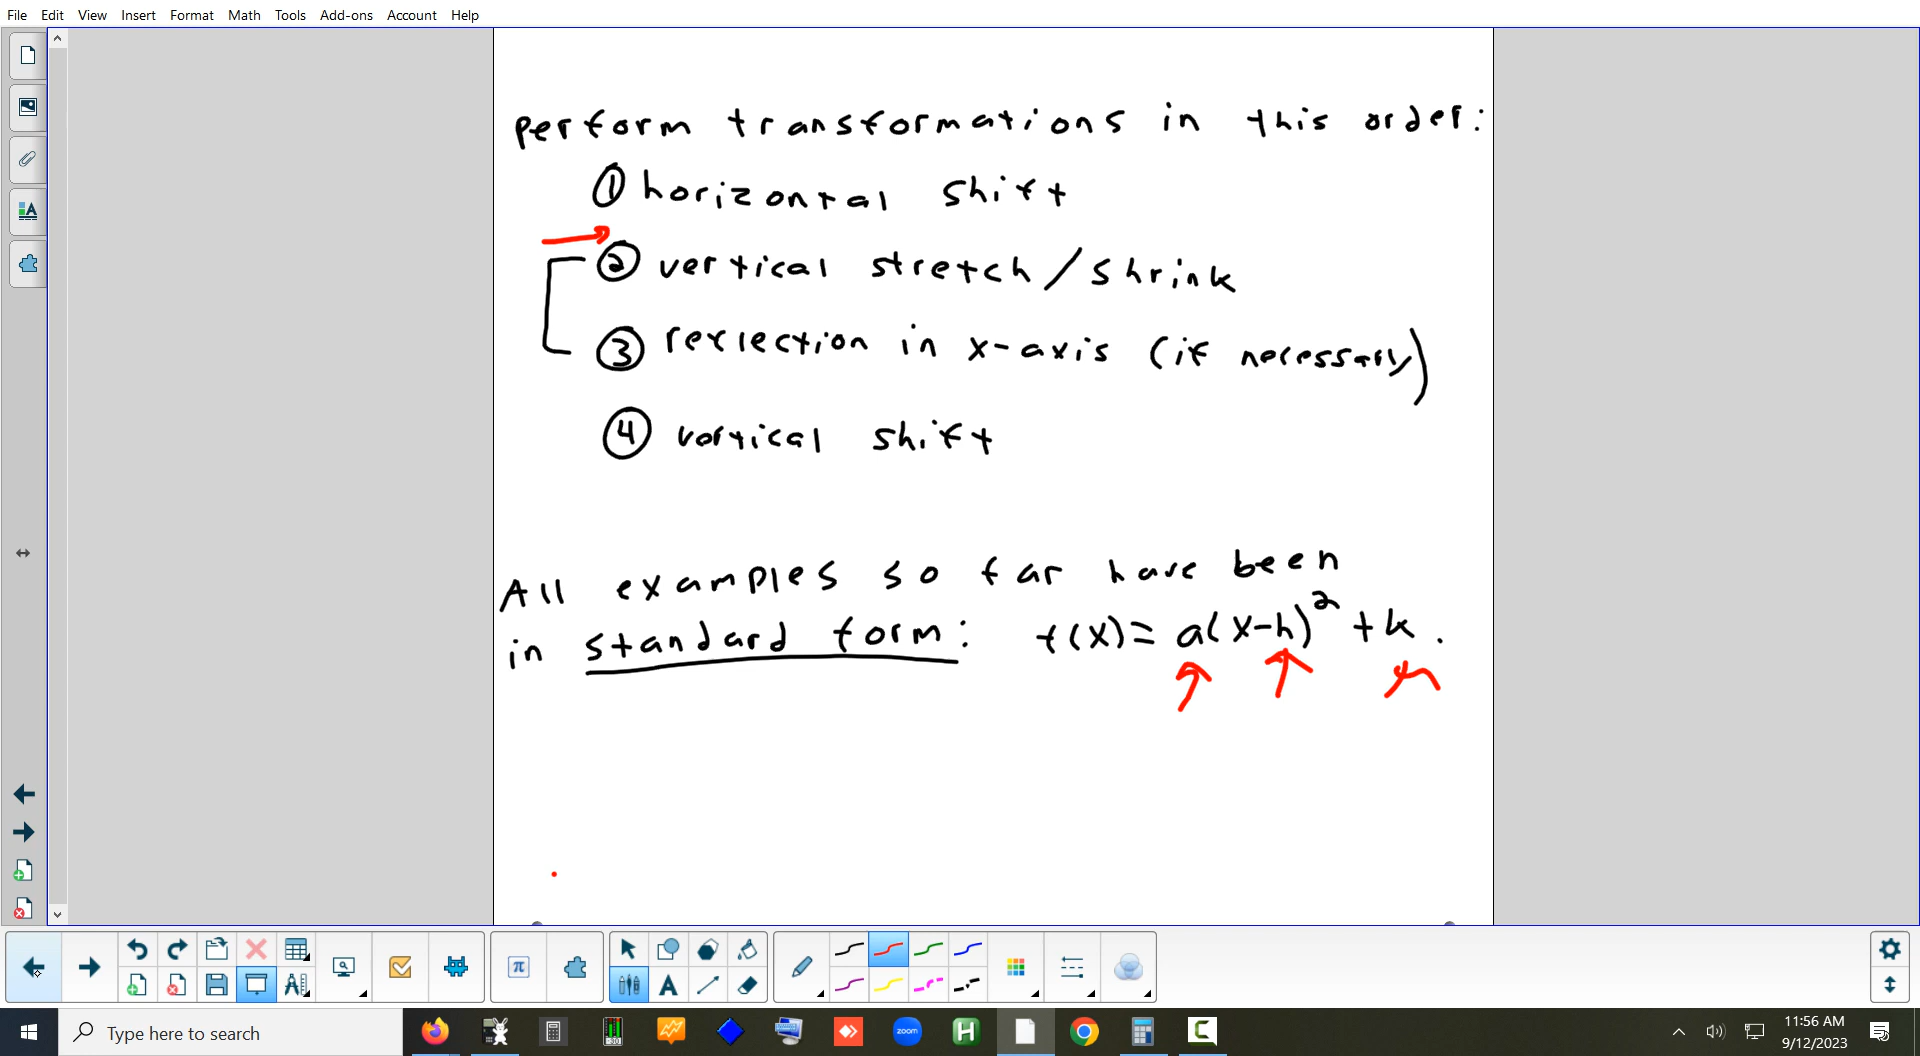 File Edit View Insert Format Math Tools Add-ons Account Help
perform transformations in this order:
① horizontal shift
② vertical stretch/shrink
③ reflection in x-axis (if necessary)
④ vertical shift
All examples so far have been
in standard form: f(x) = a(x-h)² + k.
π
A
zoom
H
C
Type here to search
11:56 AM
9/12/2023